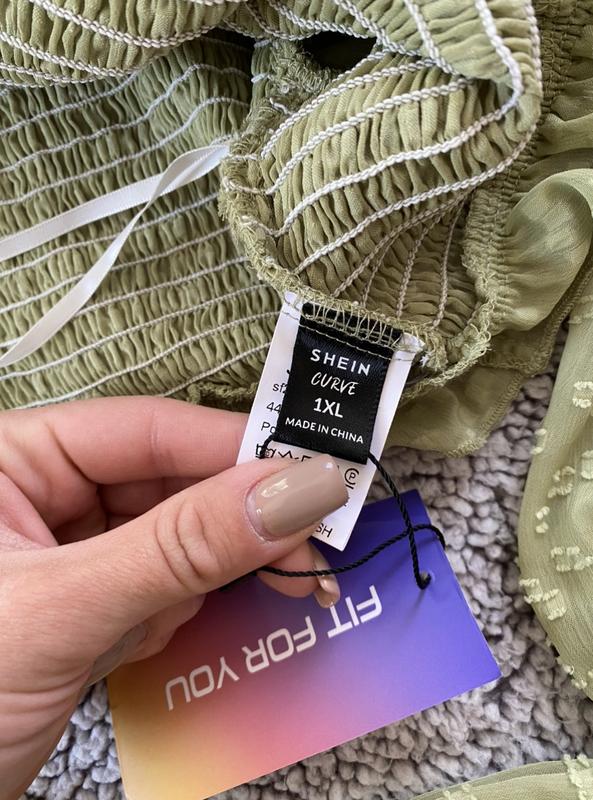 SHEIN
CURVE
1XL
MADE IN CHINA
FIT FOR YOU